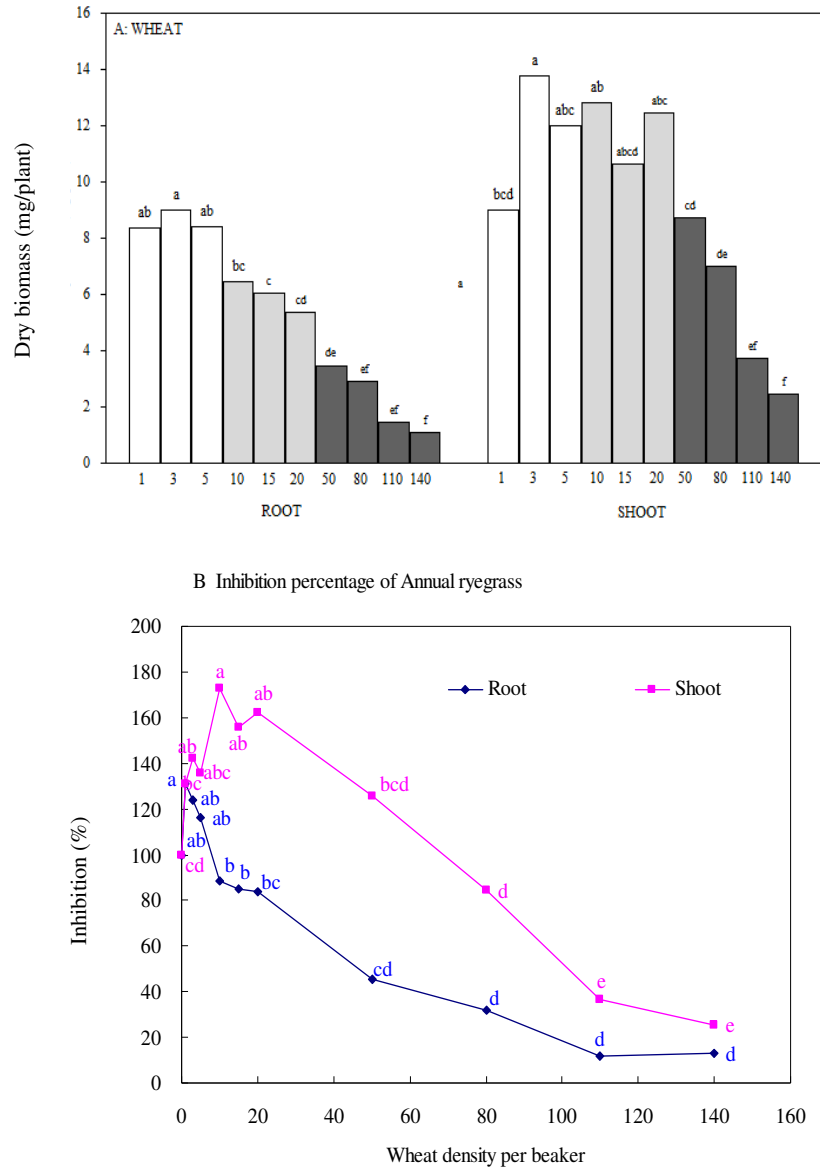 16
A: WHEAT
14
12
10
8
6
4
2
0
Dry biomass (mg/plant)
ab
a
ab
bc
c
cd
de
ef
ef
f
a
bcd
a
abc
ab
abcd
abc
cd
de
ef
f
1 3 5 10 15 20 50 80 110 140
1 3 5 10 15 20 50 80 110 140
ROOT
SHOOT
B Inhibition percentage of Annual ryegrass
200
180
160
140
120
100
80
60
40
20
0
Inhibition (%)
Root
Shoot
a
ab
ab
ab
abc
bc
bcd
a
ab
ab
ab
cd
b
b
bc
cd
d
d
d
d
e
e
0 20 40 60 80 100 120 140 160
Wheat density per beaker